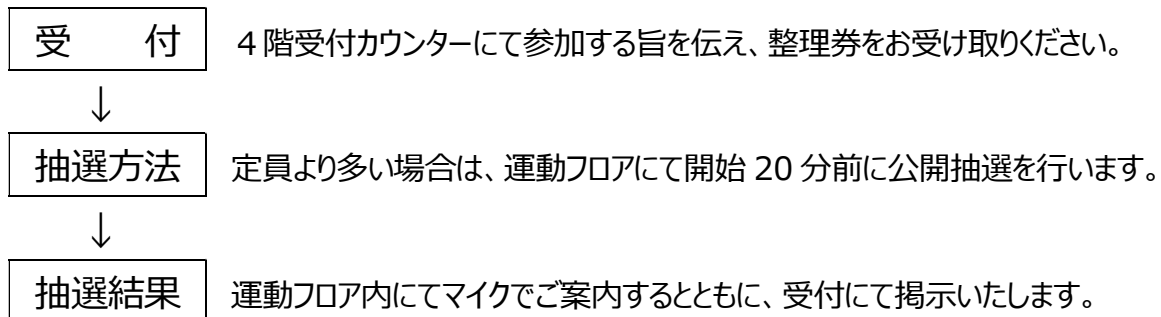 受　　付　４階受付カウンターにて参加する旨を伝え、整理券をお受け取りください。
↓
抽選方法　定員より多い場合は、運動フロアにて開始 20 分前に公開抽選を行います。
↓
抽選結果　運動フロア内にてマイクでご案内するとともに、受付にて掲示いたします。